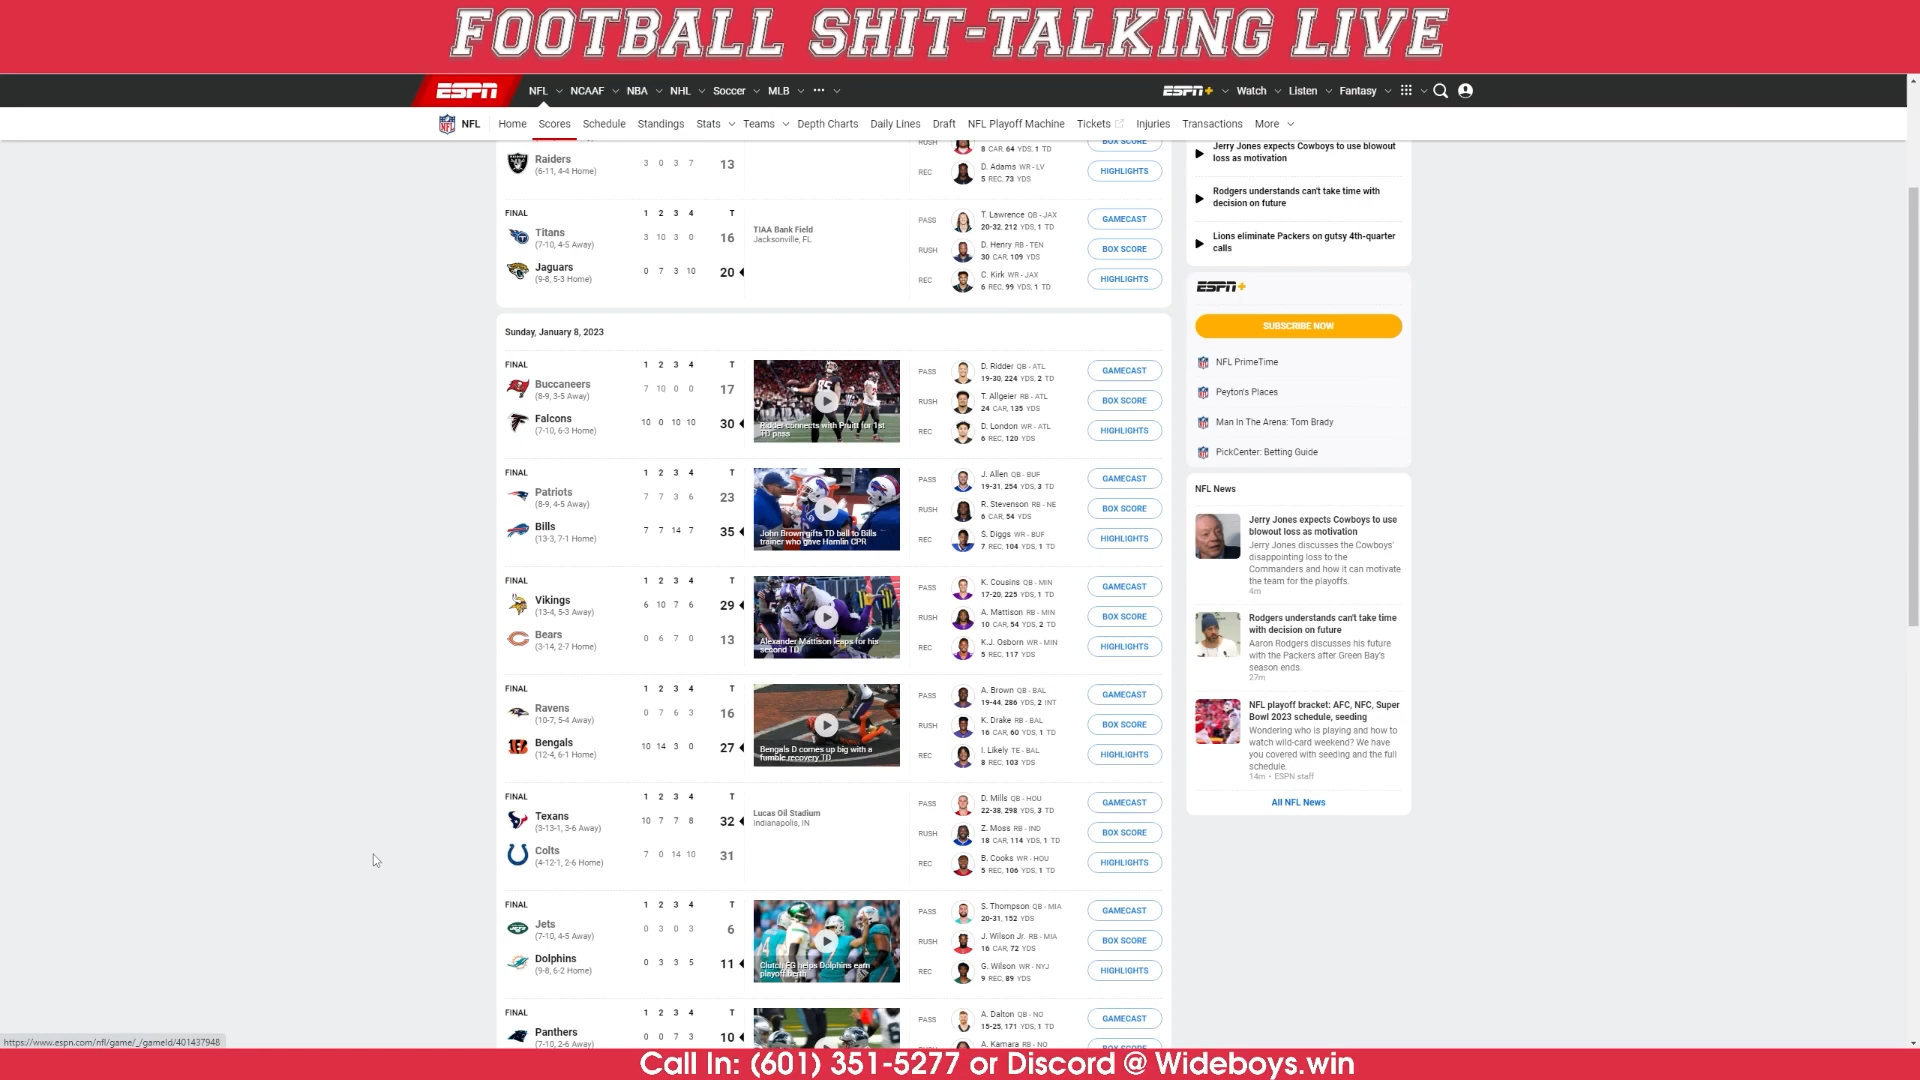 FOOTBALL SHIT-TALKING LIVE
ESPN NFL NCAAF NBA NHL Soccer MLB ••• ESPN+ Watch Listen Fantasy
NFL Home Scores Schedule Standings Stats Teams Depth Charts Daily Lines Draft NFL Playoff Machine Tickets Injuries Transactions More
RUSH 8 CAR, 64 YDS, 1 TD BOX SCORE
Raiders 3 0 3 7 13
(6-11, 4-4 Home)
REC D. Adams WR - LV HIGHLIGHTS
5 REC, 73 YDS
FINAL 1 2 3 4 T
Titans 3 10 3 0 16
(7-10, 4-5 Away)
Jaguars 0 7 3 10 20
(9-8, 5-3 Home)
TIAA Bank Field
Jacksonville, FL
PASS T. Lawrence QB - JAX GAMECAST
20-32, 212 YDS, 1 TD
RUSH D. Henry RB - TEN BOX SCORE
30 CAR, 109 YDS
REC C. Kirk WR - JAX HIGHLIGHTS
6 REC, 99 YDS, 1 TD
Sunday, January 8, 2023
FINAL 1 2 3 4 T
Buccaneers 7 10 0 0 17
(8-9, 3-5 Away)
Falcons 10 0 10 10 30
(7-10, 6-3 Home)
Ridder connects with Pruitt for 1st
TD pass
PASS D. Ridder QB - ATL GAMECAST
19-30, 224 YDS, 2 TD
RUSH T. Allgeier RB - ATL BOX SCORE
24 CAR, 135 YDS
REC D. London WR - ATL HIGHLIGHTS
6 REC, 120 YDS
FINAL 1 2 3 4 T
Patriots 7 7 3 6 23
(8-9, 4-5 Away)
Bills 7 7 14 7 35
(13-3, 7-1 Home)
John Brown gifts TD ball to Bills
trainer who gave Hamlin CPR
PASS J. Allen QB - BUF GAMECAST
19-31, 254 YDS, 3 TD
RUSH R. Stevenson RB - NE BOX SCORE
6 CAR, 54 YDS
REC S. Diggs WR - BUF HIGHLIGHTS
7 REC, 104 YDS, 1 TD
FINAL 1 2 3 4 T
Vikings 6 10 7 6 29
(13-4, 5-3 Away)
Bears 0 6 7 0 13
(3-14, 2-7 Home)
Alexander Mattison leaps for his
second TD
PASS K. Cousins QB - MIN GAMECAST
17-20, 225 YDS, 1 TD
RUSH A. Mattison RB - MIN BOX SCORE
10 CAR, 54 YDS, 2 TD
REC K.J. Osborn WR - MIN HIGHLIGHTS
5 REC, 117 YDS
FINAL 1 2 3 4 T
Ravens 0 7 6 3 16
(10-7, 5-4 Away)
Bengals 10 14 3 0 27
(12-4, 6-1 Home)
Bengals D comes up big with a
fumble recovery TD
PASS A. Brown QB - BAL GAMECAST
19-44, 286 YDS, 2 INT
RUSH K. Drake RB - BAL BOX SCORE
16 CAR, 60 YDS, 1 TD
REC I. Likely TE - BAL HIGHLIGHTS
8 REC, 103 YDS
FINAL 1 2 3 4 T
Texans 10 7 7 8 32
(3-13-1, 3-6 Away)
Colts 7 0 14 10 31
(4-12-1, 2-6 Home)
Lucas Oil Stadium
Indianapolis, IN
PASS D. Mills QB - HOU GAMECAST
22-38, 298 YDS, 3 TD
RUSH Z. Moss RB - IND BOX SCORE
18 CAR, 114 YDS, 1 TD
REC B. Cooks WR - HOU HIGHLIGHTS
5 REC, 106 YDS, 1 TD
FINAL 1 2 3 4 T
Jets 0 3 0 3 6
(7-10, 4-5 Away)
Dolphins 0 3 3 5 11
(9-8, 6-2 Home)
Clutch FG helps Dolphins earn
playoff berth
PASS S. Thompson QB - MIA GAMECAST
20-31, 152 YDS
RUSH J. Wilson Jr. RB - MIA BOX SCORE
16 CAR, 72 YDS
REC G. Wilson WR - NYJ HIGHLIGHTS
9 REC, 89 YDS
FINAL 1 2 3 4 T
Panthers 0 0 7 3 10
(7-10, 2-6 Away)
PASS A. Dalton QB - NO GAMECAST
15-25, 171 YDS, 1 TD
A. Kamara RB - NO BOX SCORE
Jerry Jones expects Cowboys to use blowout
loss as motivation
Rodgers understands can't take time with
decision on future
Lions eliminate Packers on gutsy 4th-quarter
calls
ESPN+
SUBSCRIBE NOW
NFL PrimeTime
Peyton's Places
Man In The Arena: Tom Brady
PickCenter: Betting Guide
NFL News
Jerry Jones expects Cowboys to use
blowout loss as motivation
Jerry Jones discusses the Cowboys'
disappointing loss to the
Commanders and how it can motivate
the team for the playoffs.
4m
Rodgers understands can't take time
with decision on future
Aaron Rodgers discusses his future
with the Packers after Green Bay's
season ends.
27m
NFL playoff bracket: AFC, NFC, Super
Bowl 2023 schedule, seeding
Wondering who is playing and how to
watch wild-card weekend? We have
you covered with seeding and the full
schedule.
14m • ESPN staff
All NFL News
https://www.espn.com/nfl/game/_/gameId/401437948
Call In: (601) 351-5277 or Discord @ Wideboys.win